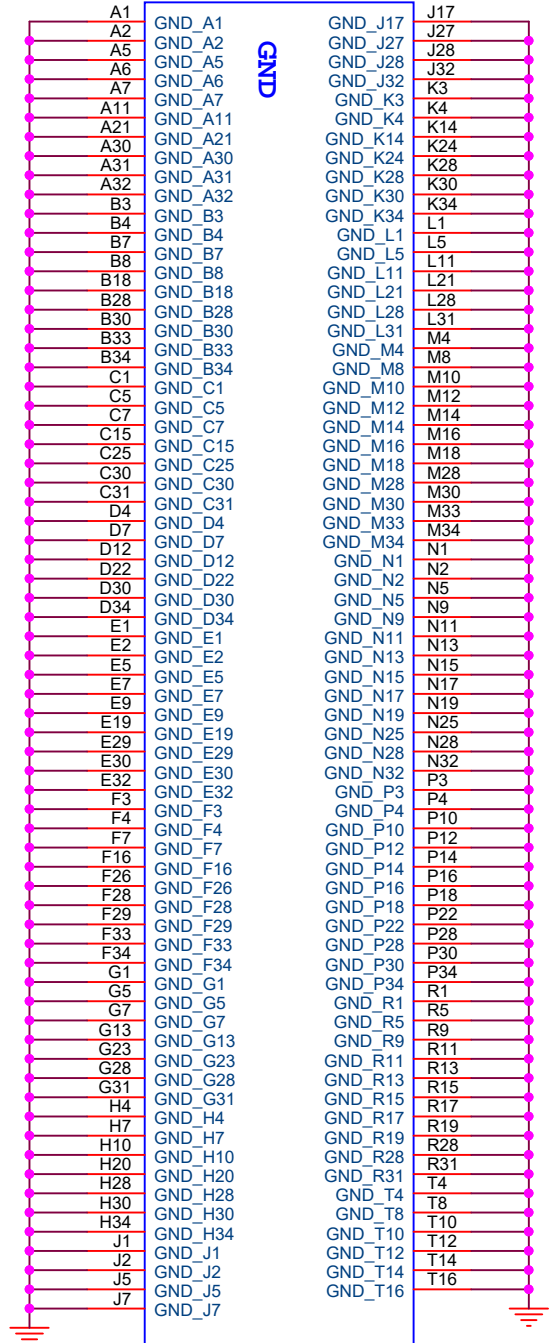 GND
A1 GND_A1 GND_J17 J17
A2 GND_A2 GND_J27 J27
A5 GND_A5 GND_J28 J28
A6 GND_A6 GND_J32 J32
A7 GND_A7 GND_K3 K3
A11 GND_A11 GND_K4 K4
A21 GND_A21 GND_K14 K14
A30 GND_A30 GND_K24 K24
A31 GND_A31 GND_K28 K28
A32 GND_A32 GND_K30 K30
B3 GND_B3 GND_K34 K34
B4 GND_B4 GND_L1 L1
B7 GND_B7 GND_L5 L5
B8 GND_B8 GND_L11 L11
B18 GND_B18 GND_L21 L21
B28 GND_B28 GND_L28 L28
B30 GND_B30 GND_L31 L31
B33 GND_B33 GND_M4 M4
B34 GND_B34 GND_M8 M8
C1 GND_C1 GND_M10 M10
C5 GND_C5 GND_M12 M12
C7 GND_C7 GND_M14 M14
C15 GND_C15 GND_M16 M16
C25 GND_C25 GND_M18 M18
C30 GND_C30 GND_M28 M28
C31 GND_C31 GND_M30 M30
D4 GND_D4 GND_M33 M33
D7 GND_D7 GND_M34 M34
D12 GND_D12 GND_N1 N1
D22 GND_D22 GND_N2 N2
D30 GND_D30 GND_N5 N5
D34 GND_D34 GND_N9 N9
E1 GND_E1 GND_N11 N11
E2 GND_E2 GND_N13 N13
E5 GND_E5 GND_N15 N15
E7 GND_E7 GND_N17 N17
E9 GND_E9 GND_N19 N19
E19 GND_E19 GND_N25 N25
E29 GND_E29 GND_N28 N28
E30 GND_E30 GND_N32 N32
E32 GND_E32 GND_P3 P3
F3 GND_F3 GND_P4 P4
F4 GND_F4 GND_P10 P10
F7 GND_F7 GND_P12 P12
F16 GND_F16 GND_P14 P14
F26 GND_F26 GND_P16 P16
F28 GND_F28 GND_P18 P18
F29 GND_F29 GND_P22 P22
F33 GND_F33 GND_P28 P28
F34 GND_F34 GND_P30 P30
G1 GND_G1 GND_P34 P34
G5 GND_G5 GND_R1 R1
G7 GND_G7 GND_R5 R5
G13 GND_G13 GND_R9 R9
G23 GND_G23 GND_R11 R11
G28 GND_G28 GND_R13 R13
G31 GND_G31 GND_R15 R15
H4 GND_H4 GND_R17 R17
H7 GND_H7 GND_R19 R19
H10 GND_H10 GND_R28 R28
H20 GND_H20 GND_R31 R31
H28 GND_H28 GND_T4 T4
H30 GND_H30 GND_T8 T8
H34 GND_H34 GND_T10 T10
J1 GND_J1 GND_T12 T12
J2 GND_J2 GND_T14 T14
J5 GND_J5 GND_T16 T16
J7 GND_J7